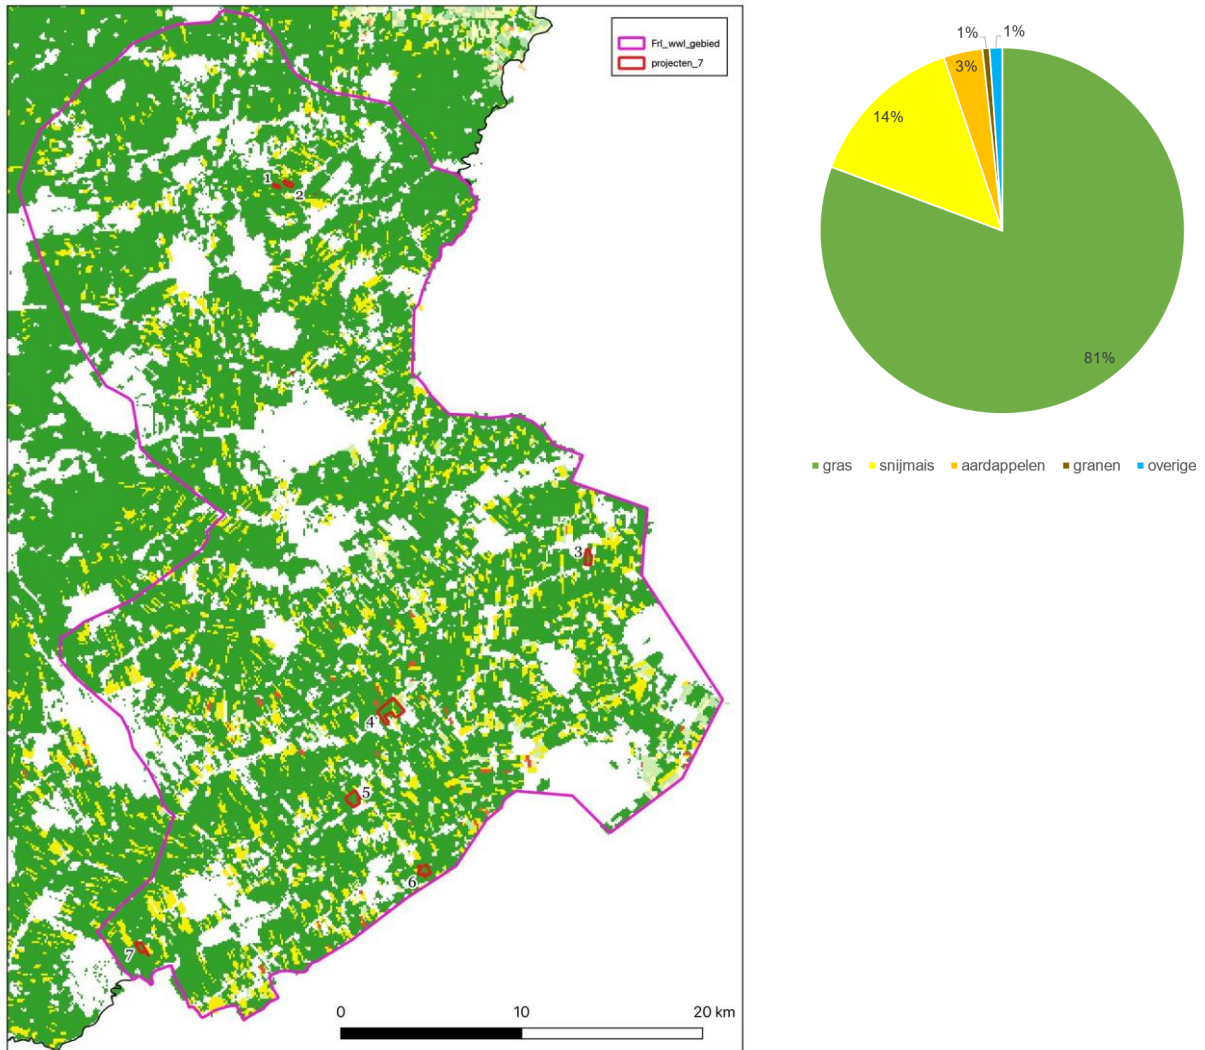 Frl_wwl_gebied
projecten_7
1
2
3
4
5
6
7
0 10 20 km
1% 1%
3%
14%
81%
gras snijmais aardappelen granen overige